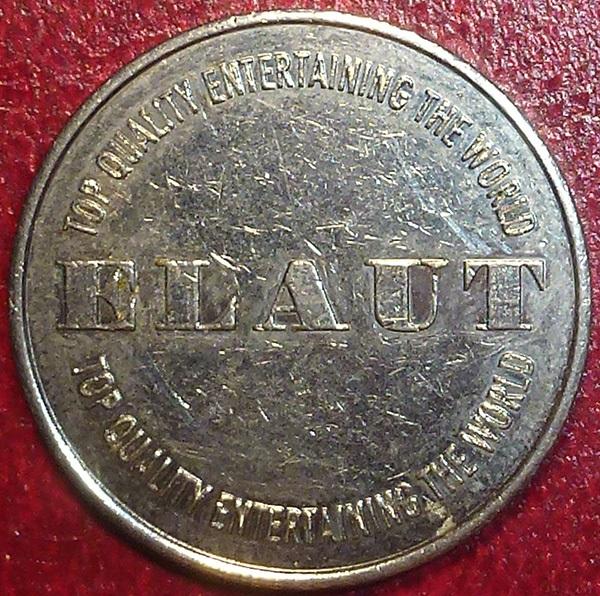 TOP QUALITY, ENTERTAINING THE WORLD
ELAUT
TOP QUALITY ENTERTAINING THE WORLD